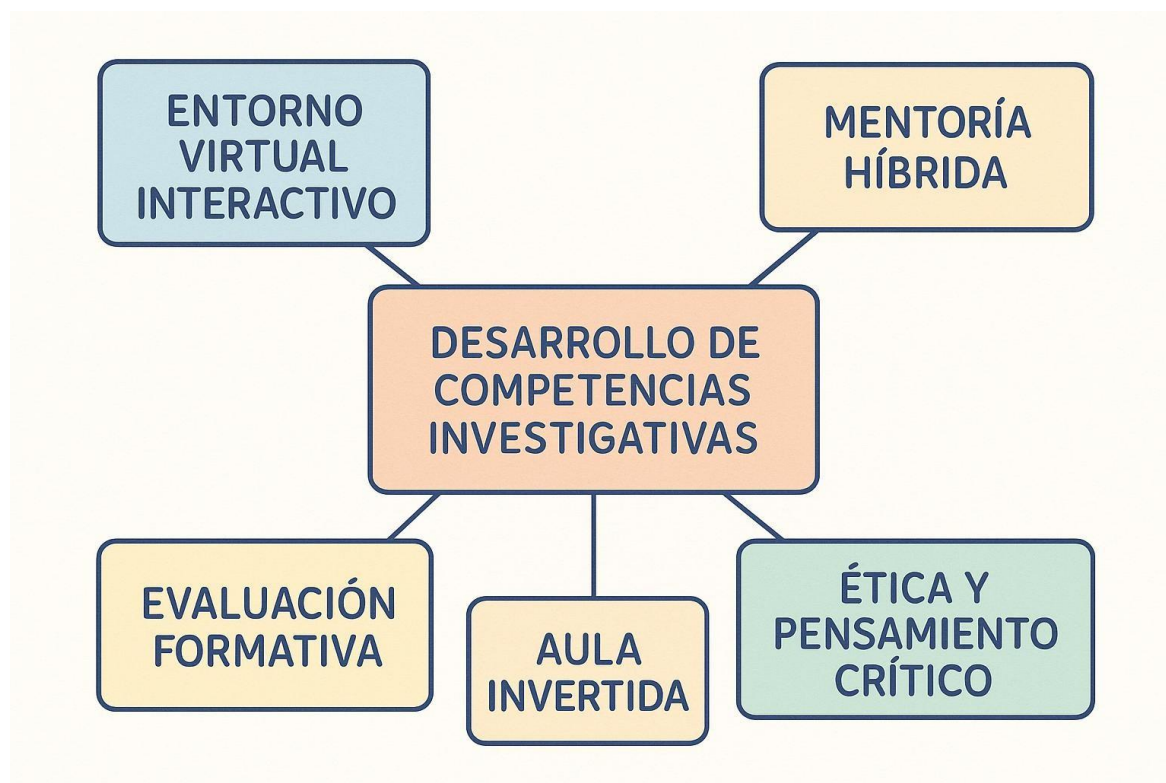 ENTORNO
VIRTUAL
INTERACTIVO
MENTORÍA
HÍBRIDA
DESARROLLO DE
COMPETENCIAS
INVESTIGATIVAS
EVALUACIÓN
FORMATIVA
AULA
INVERTIDA
ÉTICA Y
PENSAMIENTO
CRÍTICO